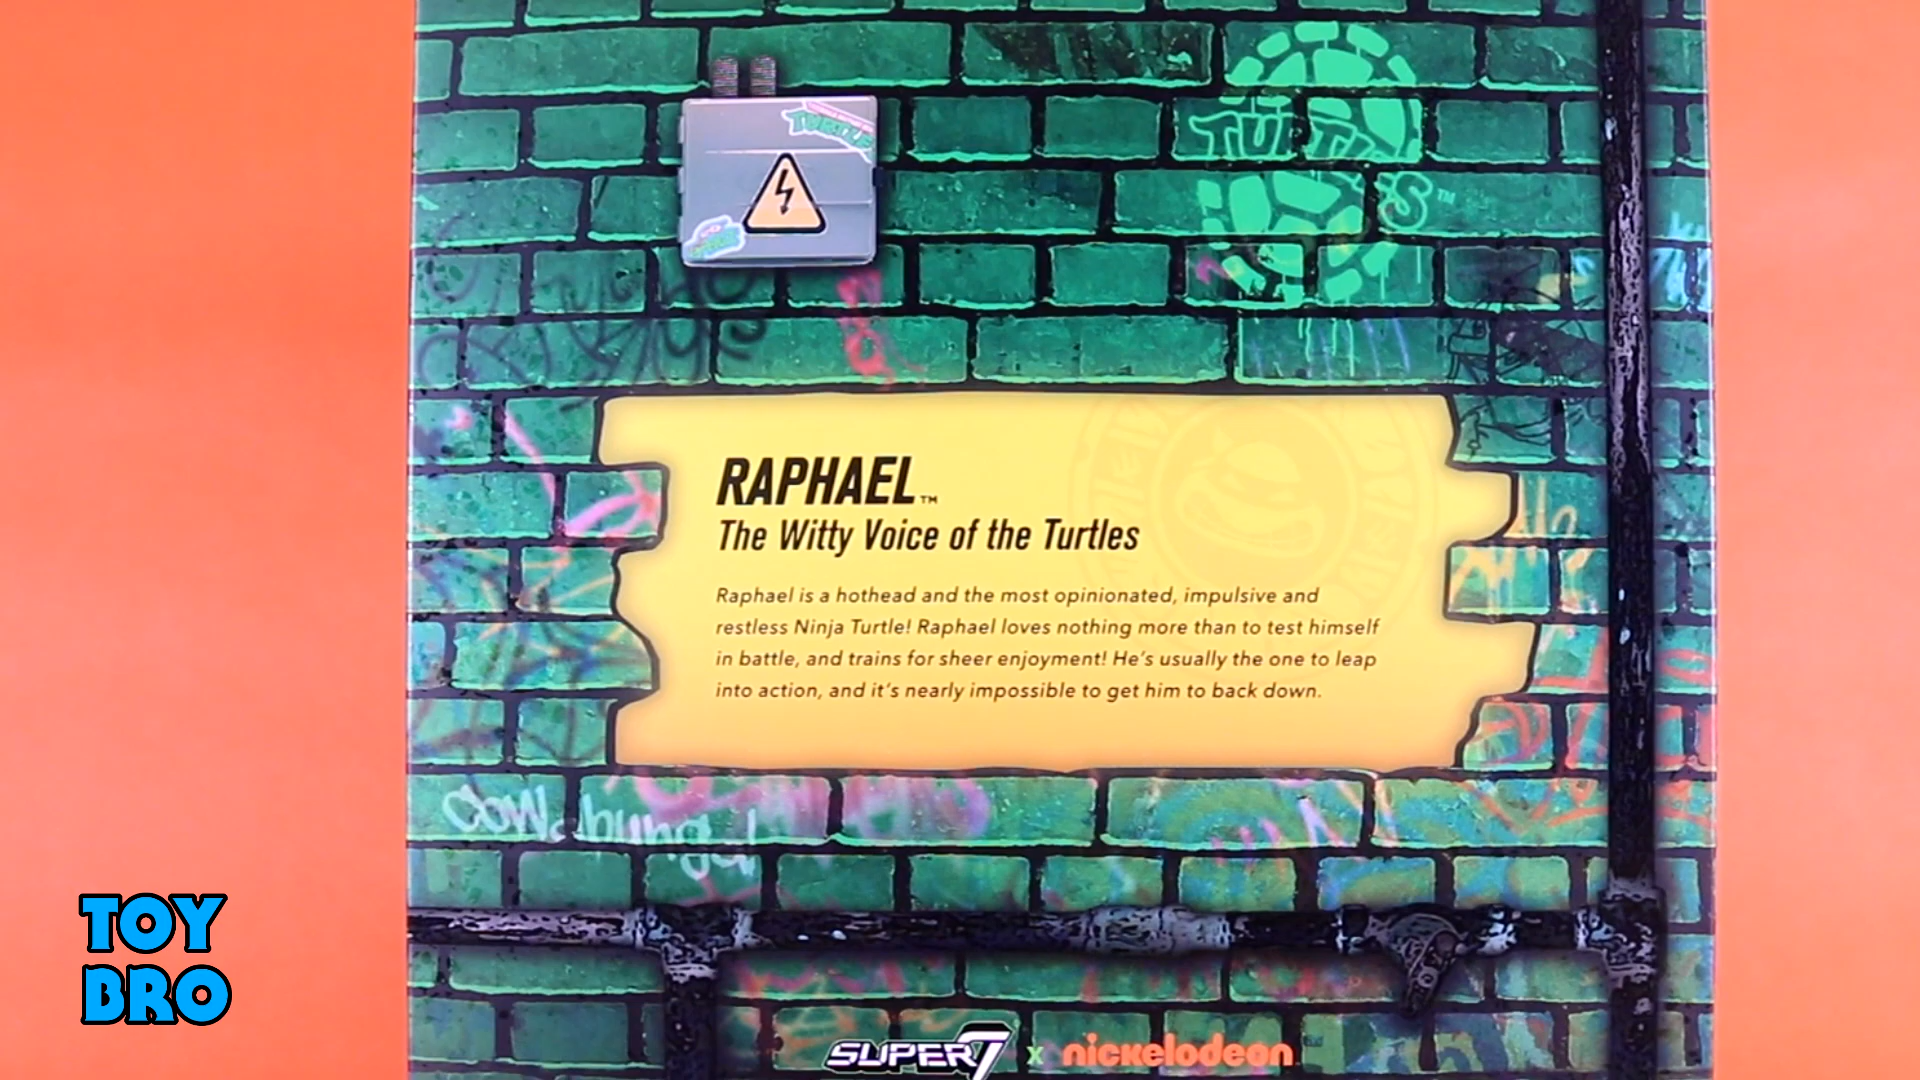 TURTLES™
RAPHAEL™
The Witty Voice of the Turtles
Raphael is a hothead and the most opinionated, impulsive and
restless Ninja Turtle! Raphael loves nothing more than to test himself
in battle, and trains for sheer enjoyment! He's usually the one to leap
into action, and it's nearly impossible to get him to back down.
Cowabunga!
TOY
BRO
SUPER7 x nickelodeon